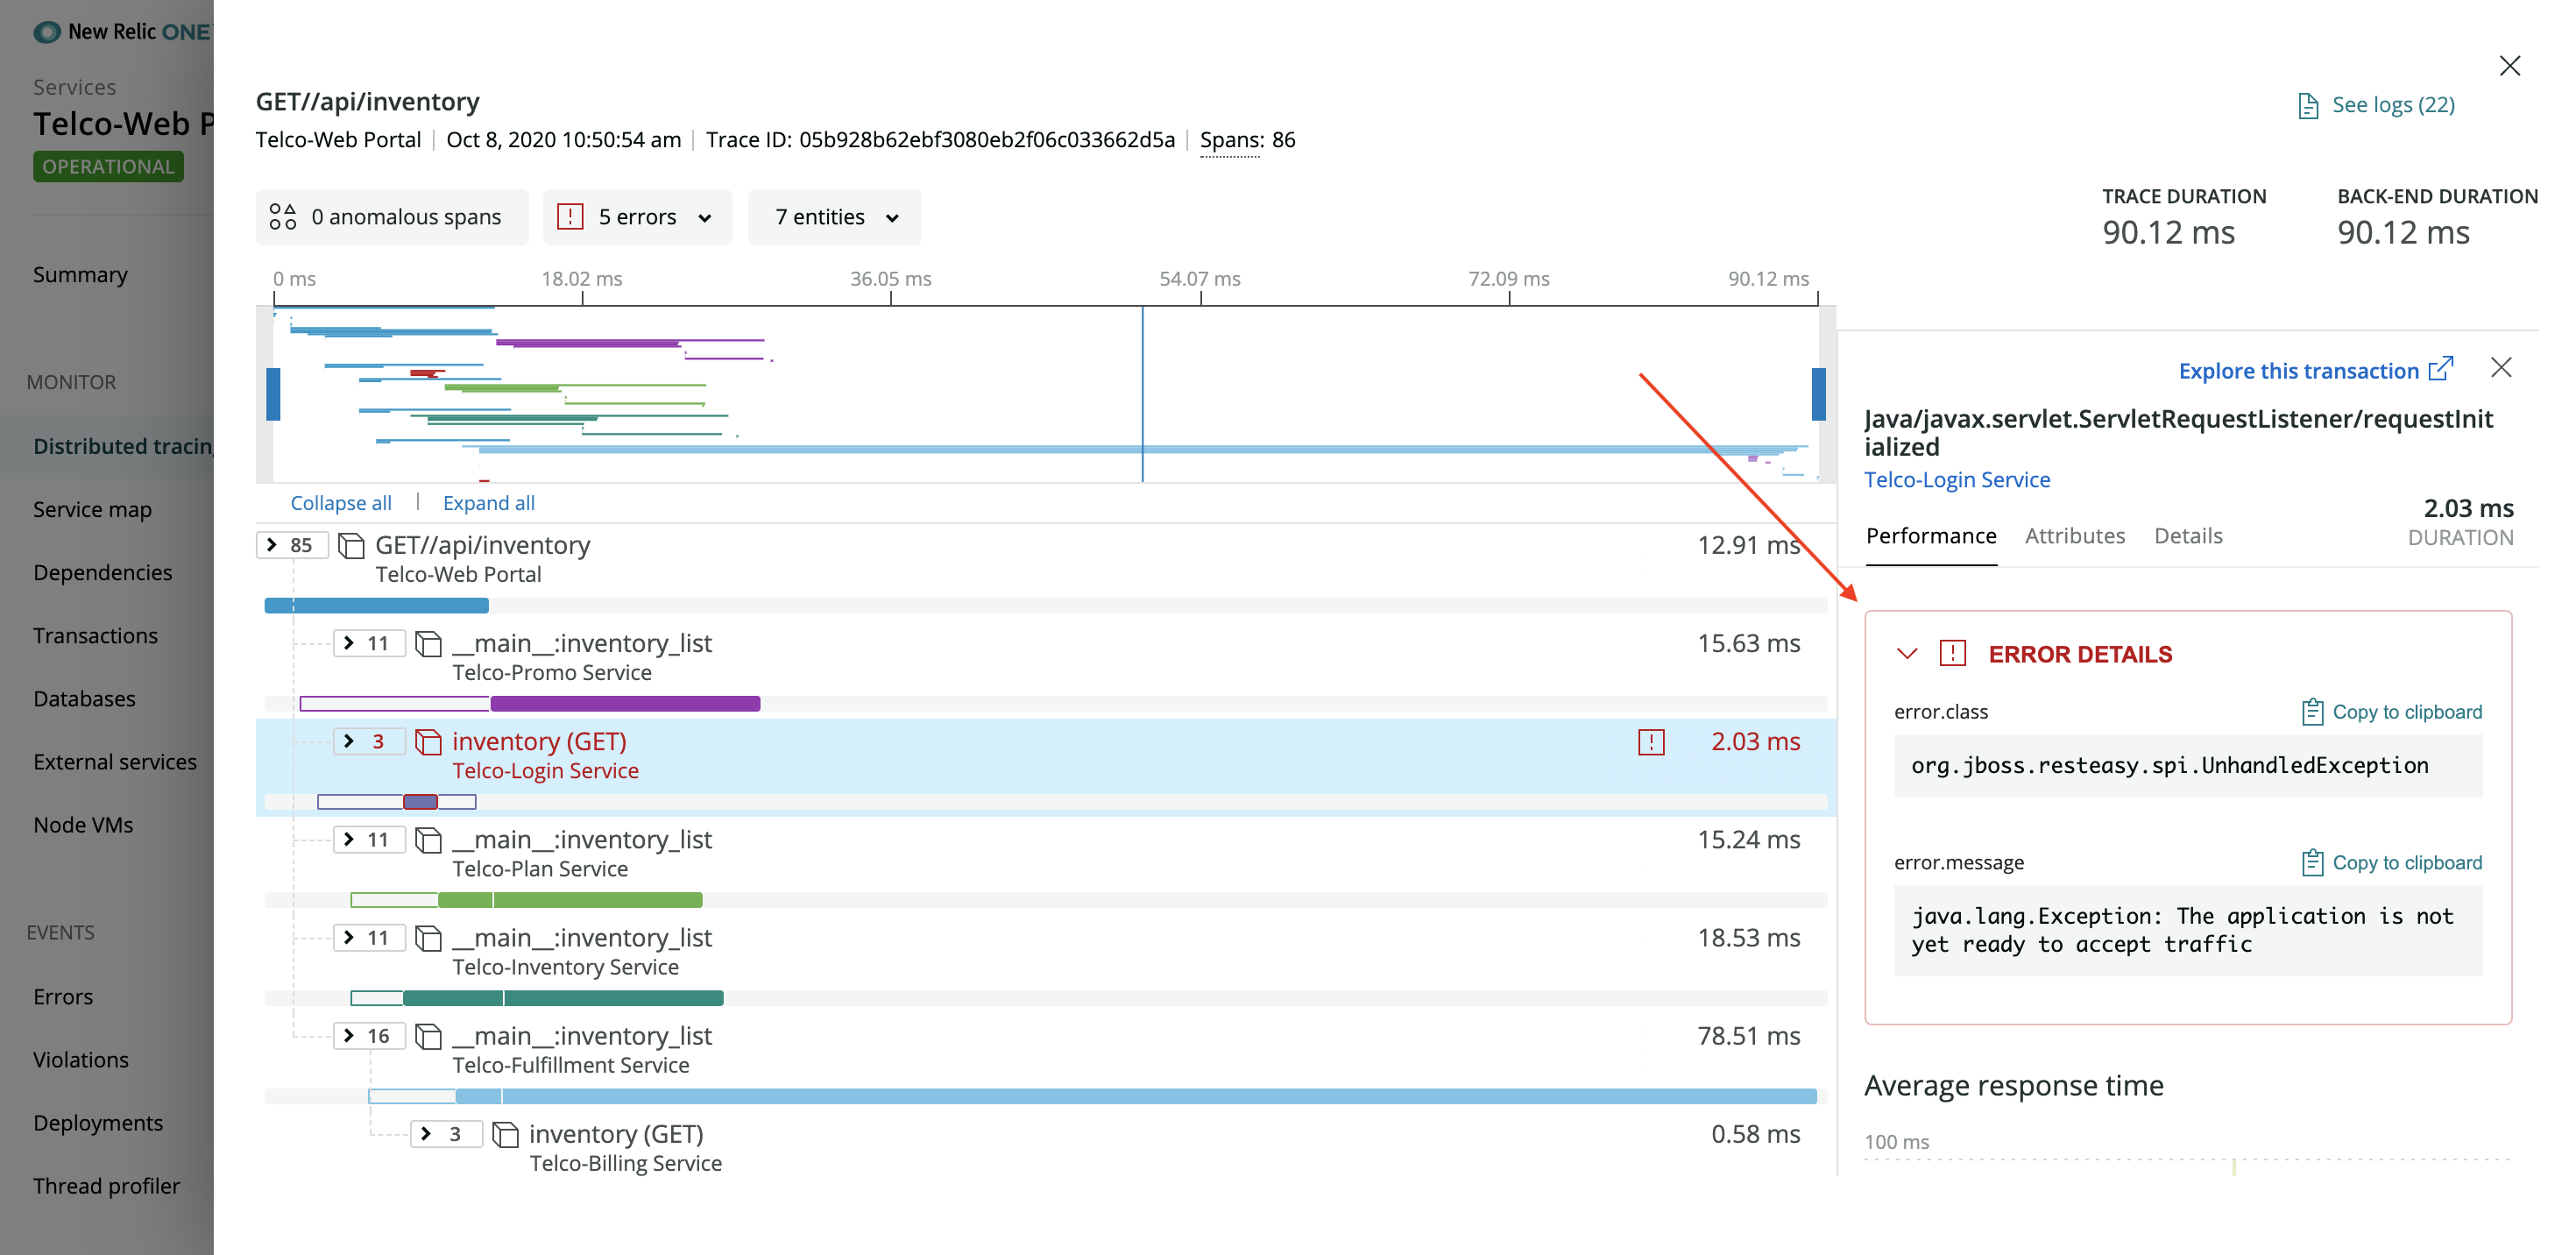 New Relic ONE
Services
Telco-Web P
OPERATIONAL
Summary
MONITOR
Distributed tracing
Service map
Dependencies
Transactions
Databases
External services
Node VMs
EVENTS
Errors
Violations
Deployments
Thread profiler
GET//api/inventory
Telco-Web Portal | Oct 8, 2020 10:50:54 am | Trace ID: 05b928b62ebf3080eb2f06c033662d5a | Spans: 86
See logs (22)
0 anomalous spans
5 errors
7 entities
TRACE DURATION
90.12 ms
BACK-END DURATION
90.12 ms
0 ms 18.02 ms 36.05 ms 54.07 ms 72.09 ms 90.12 ms
Collapse all | Expand all
85 GET//api/inventory 12.91 ms
Telco-Web Portal
11 __main__:inventory_list 15.63 ms
Telco-Promo Service
3 inventory (GET) 2.03 ms
Telco-Login Service
11 __main__:inventory_list 15.24 ms
Telco-Plan Service
11 __main__:inventory_list 18.53 ms
Telco-Inventory Service
16 __main__:inventory_list 78.51 ms
Telco-Fulfillment Service
3 inventory (GET) 0.58 ms
Telco-Billing Service
Explore this transaction
Java/javax.servlet.ServletRequestListener/requestInit
ialized
Telco-Login Service
2.03 ms
DURATION
Performance Attributes Details
ERROR DETAILS
error.class Copy to clipboard
org.jboss.resteasy.spi.UnhandledException
error.message Copy to clipboard
java.lang.Exception: The application is not
yet ready to accept traffic
Average response time
100 ms